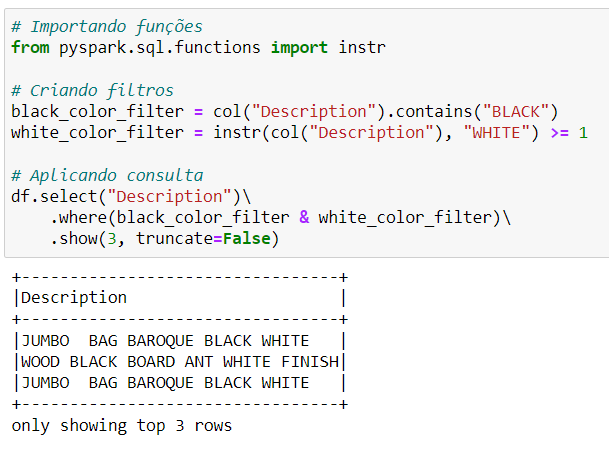 # Importando funções
from pyspark.sql.functions import instr
# Criando filtros
black_color_filter = col("Description").contains("BLACK")
white_color_filter = instr(col("Description"), "WHITE") >= 1
# Aplicando consulta
df.select("Description")\
    .where(black_color_filter & white_color_filter)\
    .show(3, truncate=False)
+---------------------------------+
|Description                      |
+---------------------------------+
|JUMBO  BAG BAROQUE BLACK WHITE   |
|WOOD BLACK BOARD ANT WHITE FINISH|
|JUMBO  BAG BAROQUE BLACK WHITE   |
+---------------------------------+
only showing top 3 rows